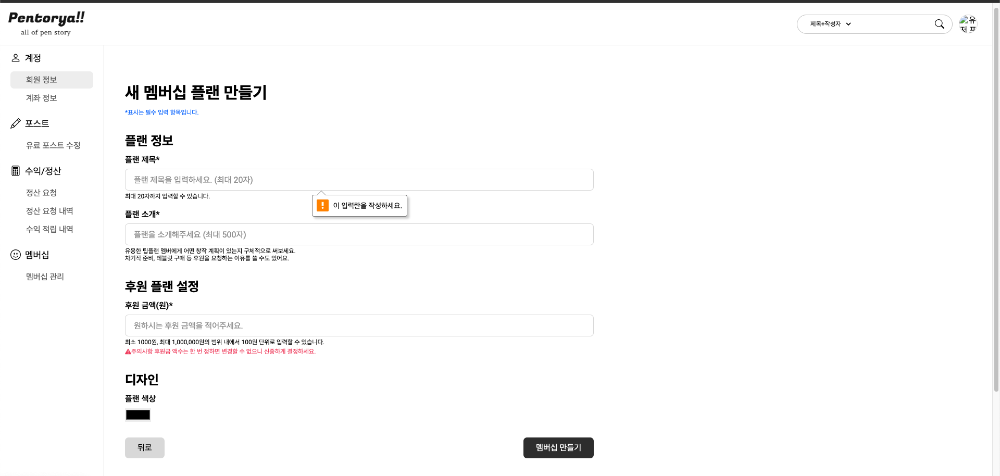 Pentorya!!
all of pen story
제목+작성자
유
저 프
계정
회원 정보
계좌 정보
포스트
유료 포스트 수정
수익/정산
정산 요청
정산 요청 내역
수익 적립 내역
멤버십
멤버십 관리
새 멤버십 플랜 만들기
*표시는 필수 입력 항목입니다.
플랜 정보
플랜 제목*
플랜 제목을 입력하세요. (최대 20자)
최대 20자까지 입력할 수 있습니다.
이 입력란을 작성하세요.
플랜 소개*
플랜을 소개해주세요 (최대 500자)
유용한 팁플랜 멤버에게 어떤 창작 계획이 있는지 구체적으로 써보세요.
차기작 준비, 테블릿 구매 등 후원을 요청하는 이유를 쓸 수도 있어요.
후원 플랜 설정
후원 금액(원)*
원하시는 후원 금액을 적어주세요.
최소 1000원, 최대 1,000,000원의 범위 내에서 100원 단위로 입력할 수 있습니다.
주의사항 후원금 액수는 한 번 정하면 변경할 수 없으니 신중하게 결정하세요.
디자인
플랜 색상
뒤로
멤버십 만들기